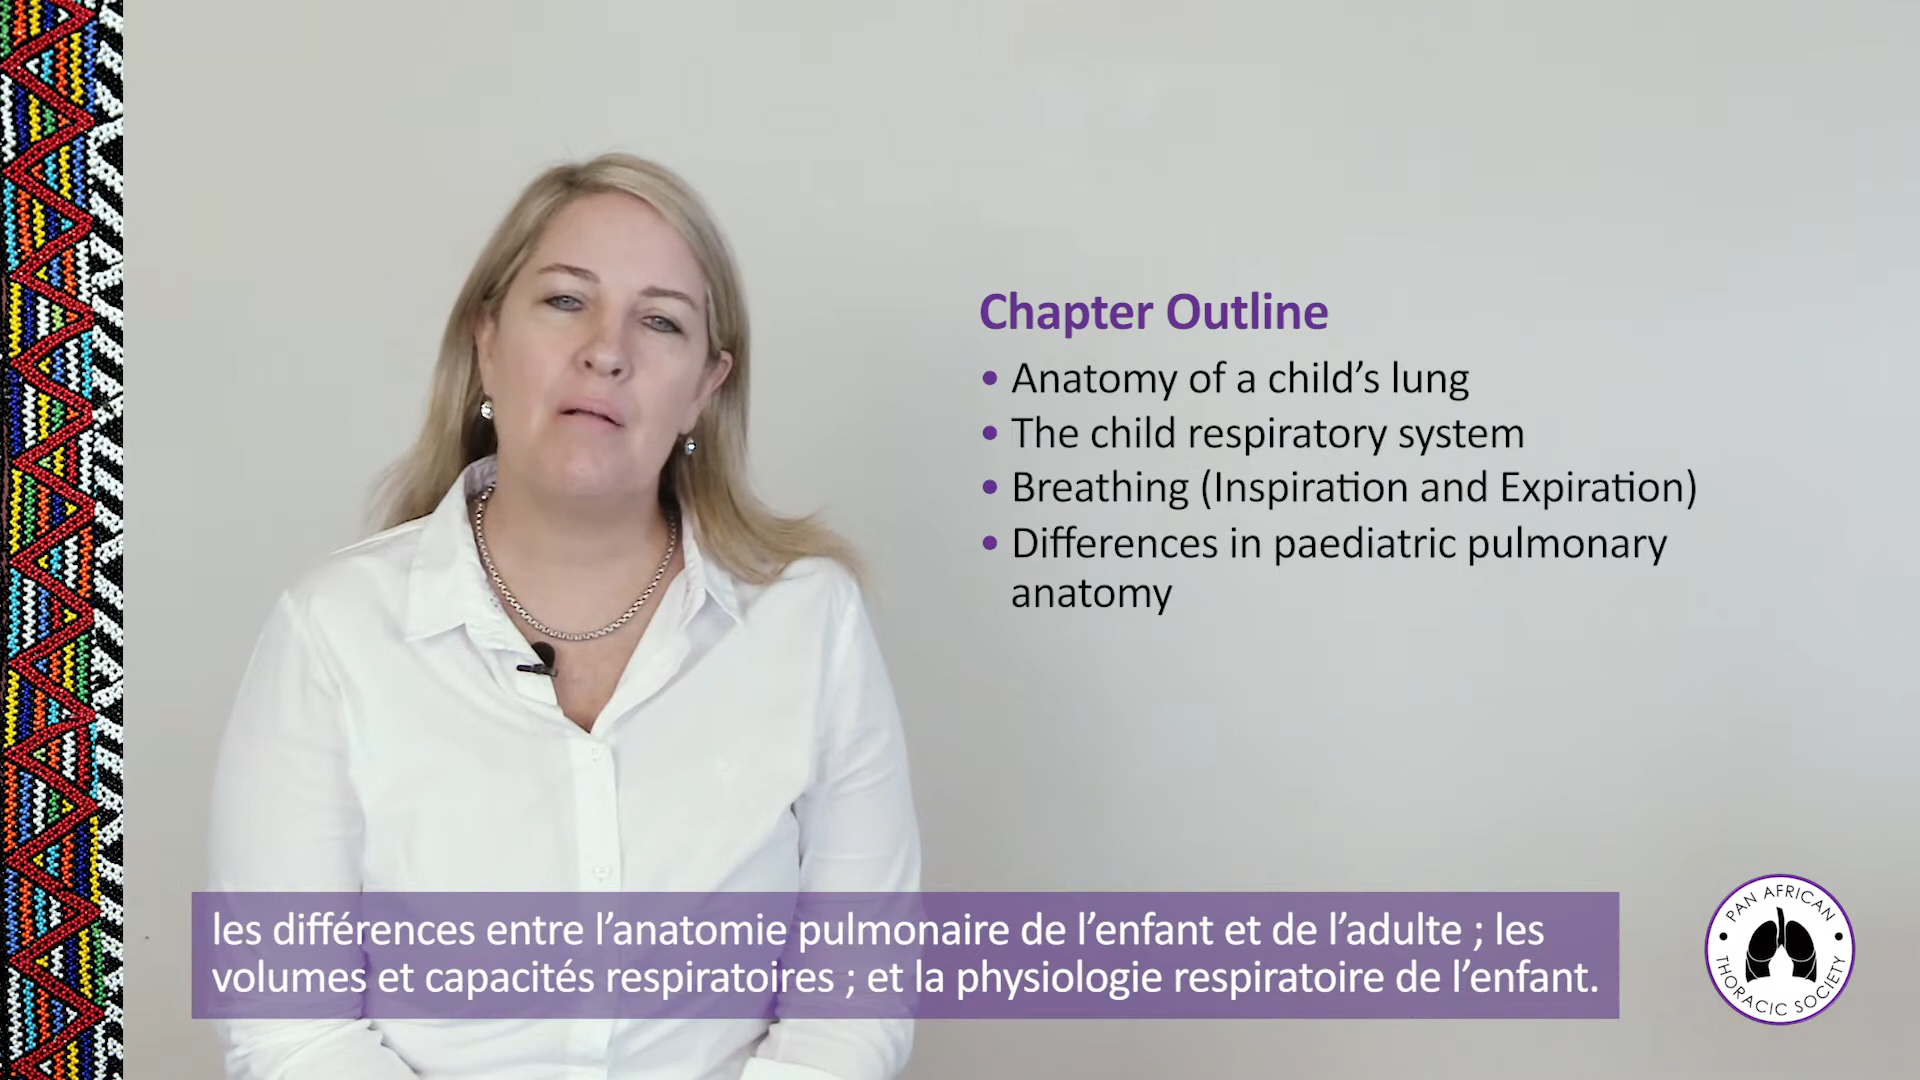 Chapter Outline
• Anatomy of a child’s lung
• The child respiratory system
• Breathing (Inspiration and Expiration)
• Differences in paediatric pulmonary
anatomy
les différences entre l’anatomie pulmonaire de l’enfant et de l’adulte ; les
volumes et capacités respiratoires ; et la physiologie respiratoire de l’enfant.
PAN AFRICAN
THORACIC SOCIETY